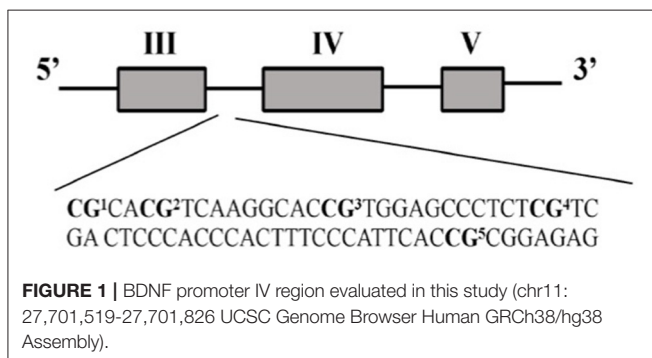 III IV V
5’ 3’
CG¹CACG²TCAAGGCACCG³TGGAGCCCTCTCG⁴TC
GA CTCCCACCCACTTTCCCATTCACCG⁵CGGAGAG
FIGURE 1 | BDNF promoter IV region evaluated in this study (chr11:
27,701,519-27,701,826 UCSC Genome Browser Human GRCh38/hg38
Assembly).